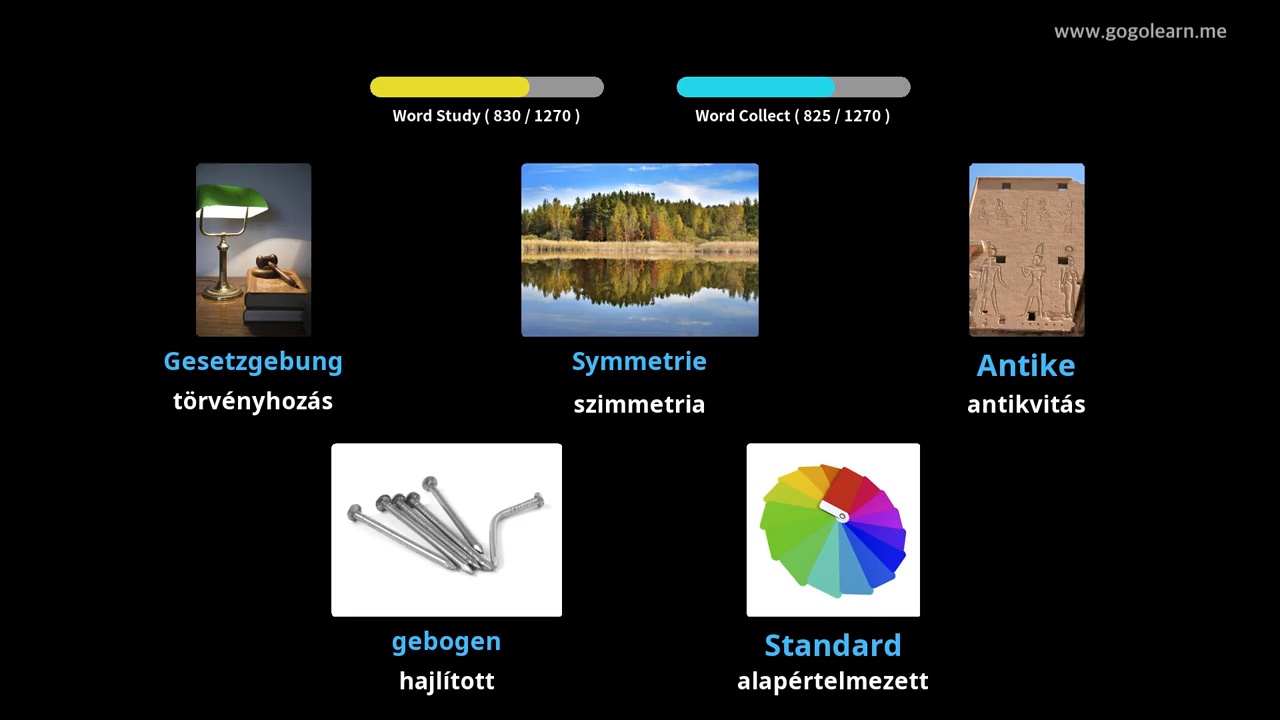 www.gogolearn.me
Word Study ( 830 / 1270 )
Word Collect ( 825 / 1270 )
Gesetzgebung
törvényhozás
Symmetrie
szimmetria
Antike
antikvitás
gebogen
hajlított
Standard
alapértelmezett